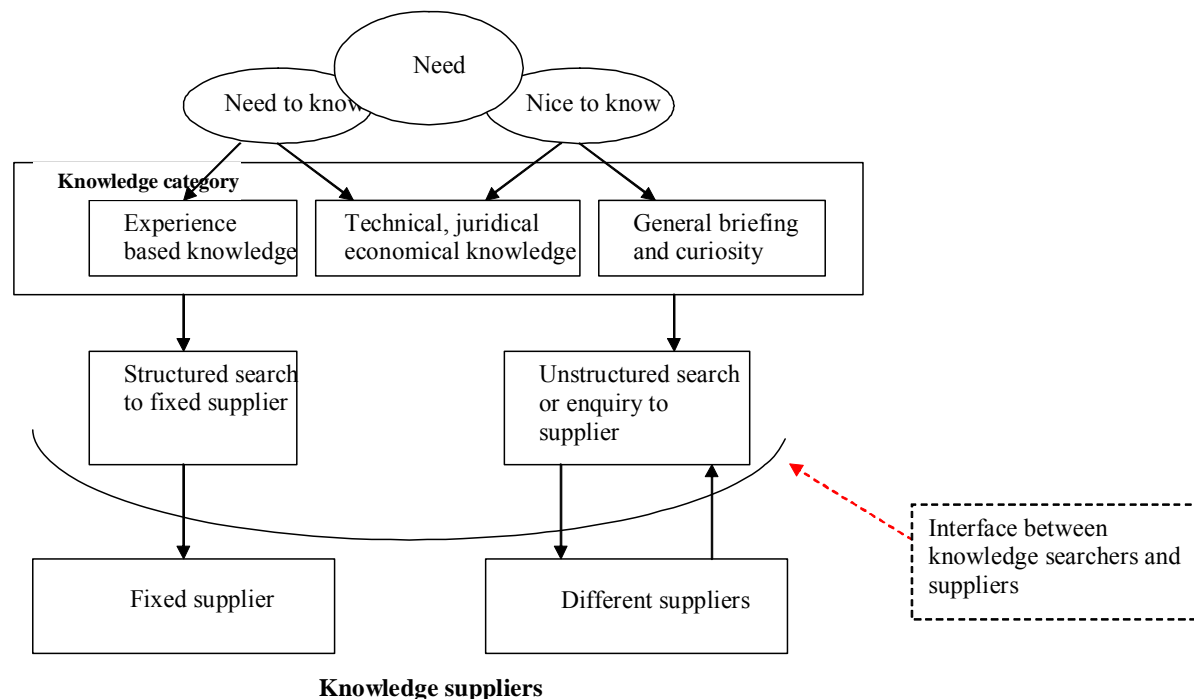 Need
Need to know
Nice to know
Knowledge category
Experience
based knowledge
Technical, juridical
economical knowledge
General briefing
and curiosity
Structured search
to fixed supplier
Unstructured search
or enquiry to
supplier
Interface between
knowledge searchers and
suppliers
Fixed supplier
Different suppliers
Knowledge suppliers